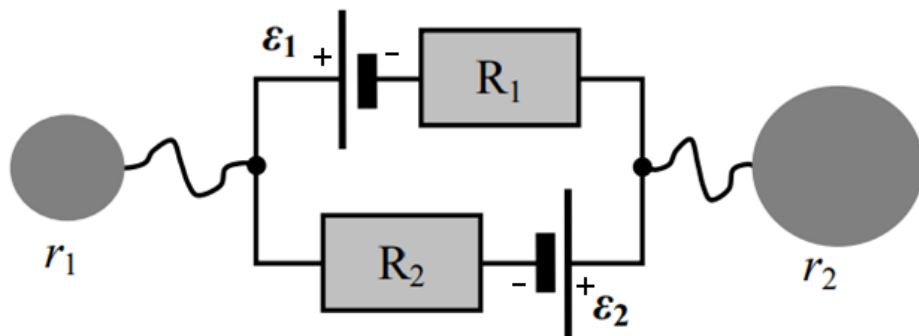 ε₁ + - R₁
r₁ r₂
R₂ - + ε₂